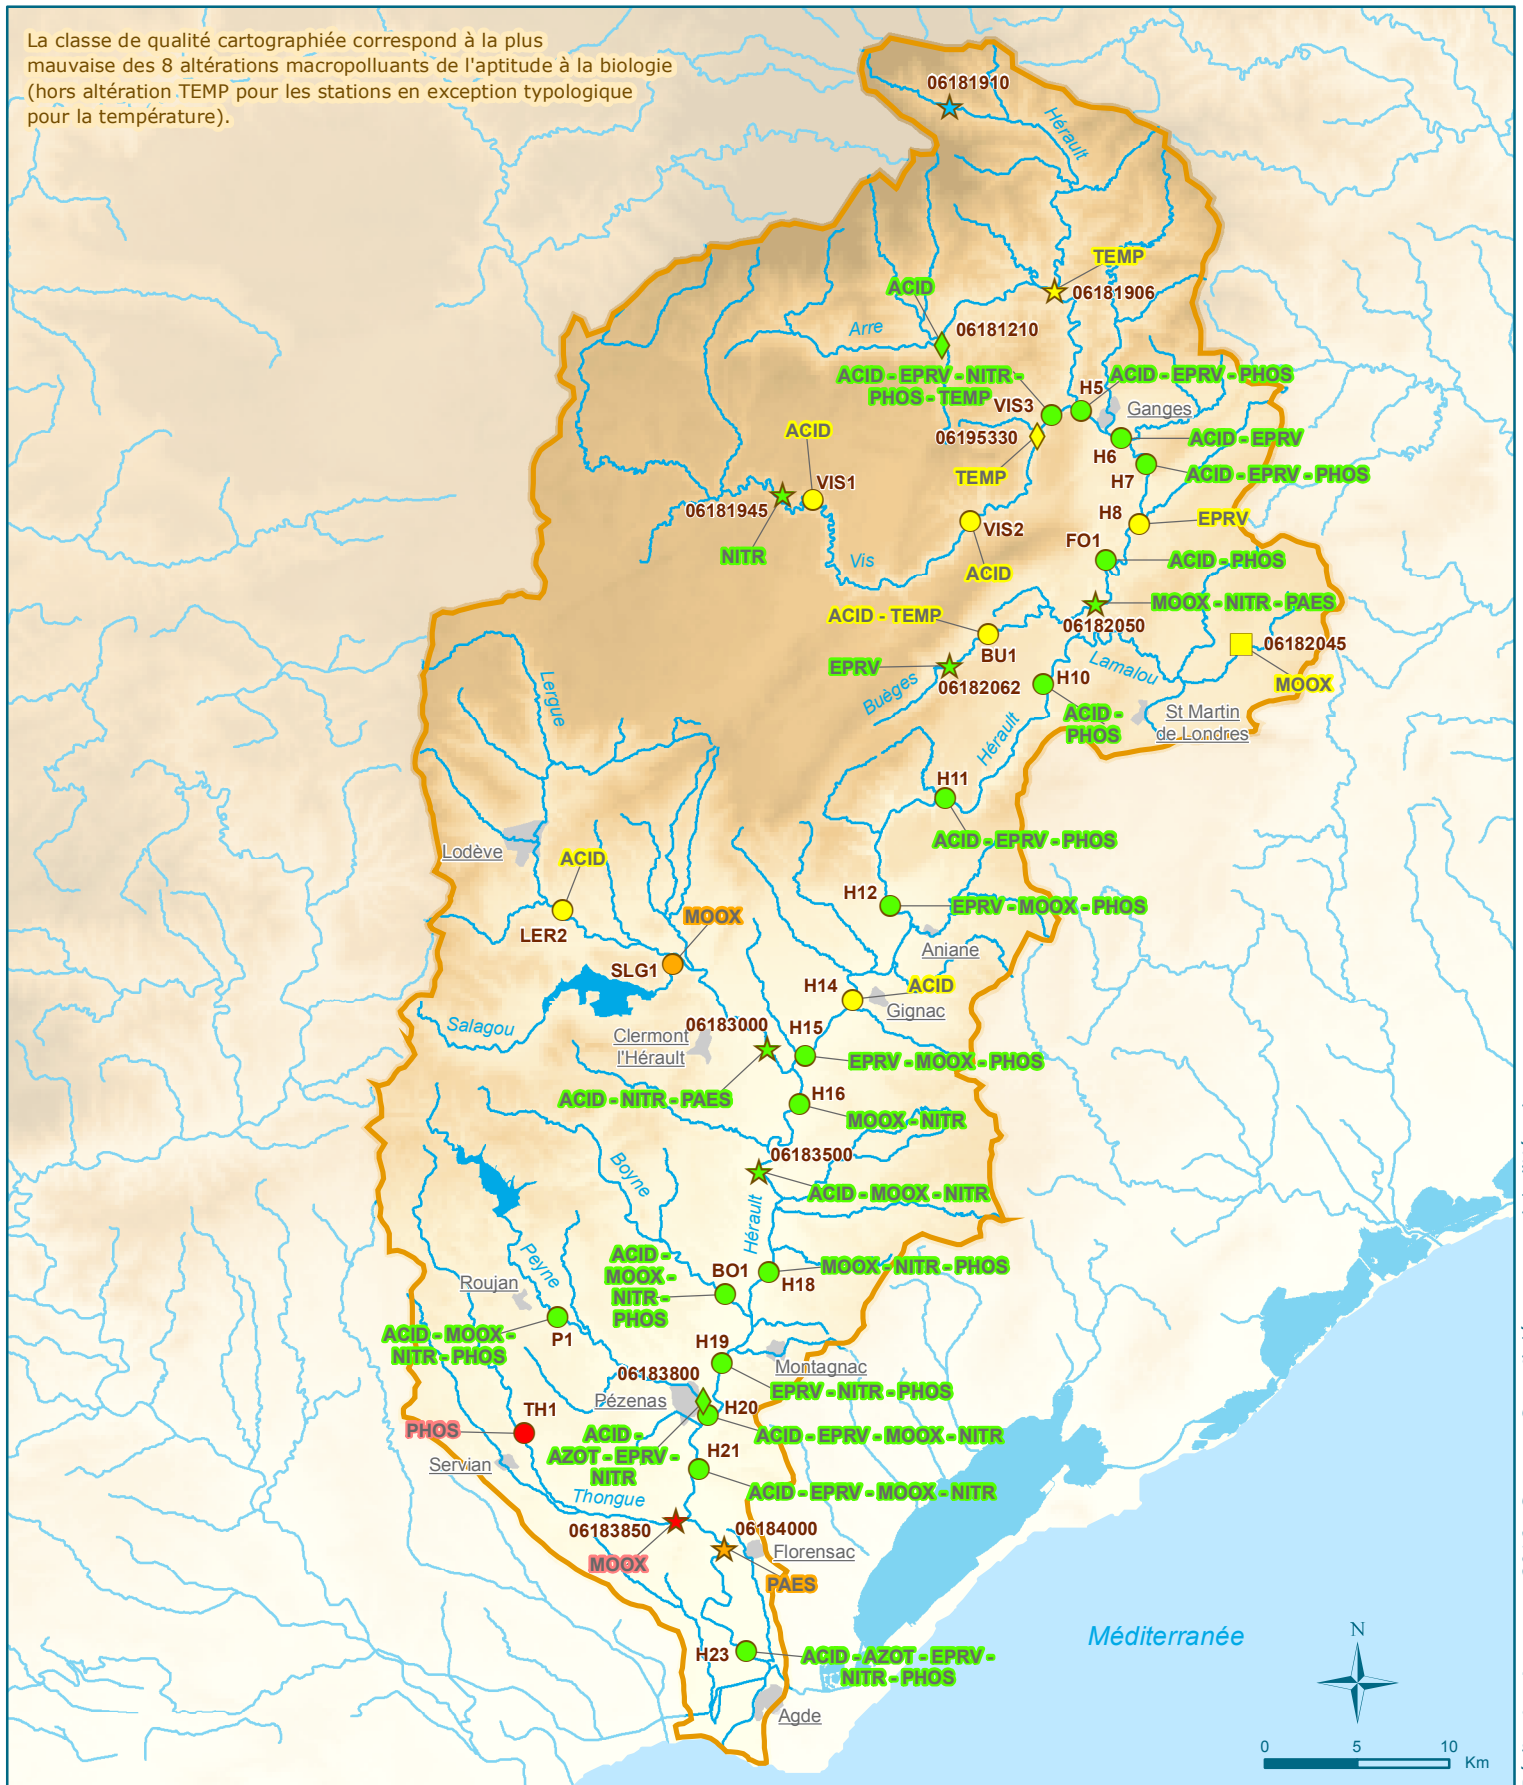 La classe de qualité cartographiée correspond à la plus
mauvaise des 8 altérations macropolluants de l'aptitude à la biologie
(hors altération TEMP pour les stations en exception typologique
pour la température).
06181910
Hérault
TEMP
06181906
ACID
06181210
Arre
ACID - EPRV - NITR -
PHOS - TEMP
VIS3
H5
ACID - EPRV - PHOS
Ganges
06195330
TEMP
H6
ACID - EPRV
H7
ACID - EPRV - PHOS
ACID
VIS1
06181945
NITR
Vis
VIS2
ACID
H8
EPRV
FO1
ACID - PHOS
MOOX - NITR - PAES
06182050
06182045
MOOX
ACID - TEMP
BU1
EPRV
06182062
Buèges
Lamalou
H10
ACID -
PHOS
St Martin
de Londres
Hérault
Lergue
H11
ACID - EPRV - PHOS
Lodève
ACID
LER2
H12
EPRV - MOOX - PHOS
Aniane
MOOX
SLG1
Salagou
H14
ACID
Gignac
Clermont
l'Hérault
06183000
H15
EPRV - MOOX - PHOS
ACID - NITR - PAES
H16
MOOX - NITR
06183500
ACID - MOOX - NITR
Boyne
Hérault
Peyne
ACID -
MOOX -
NITR -
PHOS
BO1
MOOX - NITR - PHOS
H18
Roujan
P1
ACID - MOOX -
NITR - PHOS
H19
Montagnac
EPRV - NITR - PHOS
06183800
Pézenas
H20
ACID - EPRV - MOOX - NITR
ACID -
AZOT - EPRV -
NITR
TH1
PHOS
Servian
H21
ACID - EPRV - MOOX - NITR
Thongue
06183850
MOOX
06184000
Florensac
PAES
H23
ACID - AZOT - EPRV -
NITR - PHOS
Agde
Méditerranée
N
0 5 10
Km